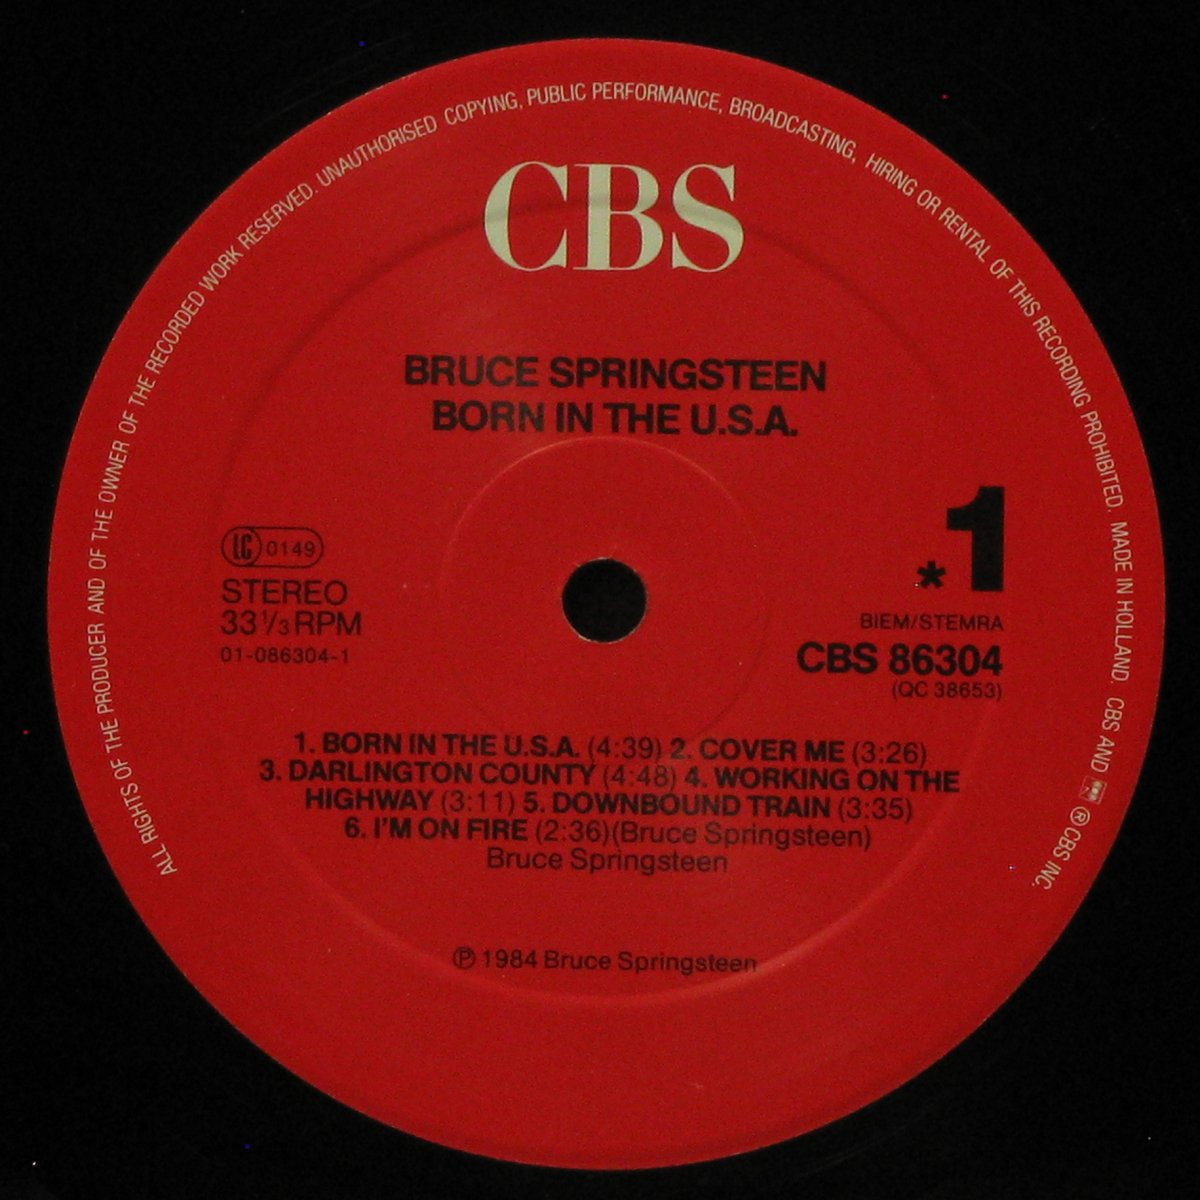 ALL RIGHTS OF THE PRODUCER AND OF THE OWNER OF THE RECORDED WORK RESERVED. UNAUTHORISED COPYING, PUBLIC PERFORMANCE, BROADCASTING, HIRING OR RENTAL OF THIS RECORDING PROHIBITED. MADE IN HOLLAND. CBS AND ® CBS INC.
CBS
BRUCE SPRINGSTEEN
BORN IN THE U.S.A.
*1
LC 0149
STEREO
33 1/3 RPM
01-086304-1
BIEM/STEMRA
CBS 86304
(QC 38653)
1. BORN IN THE U.S.A. (4:39) 2. COVER ME (3:26)
3. DARLINGTON COUNTY (4:48) 4. WORKING ON THE
HIGHWAY (3:11) 5. DOWNBOUND TRAIN (3:35)
6. I'M ON FIRE (2:36)(Bruce Springsteen)
Bruce Springsteen
℗ 1984 Bruce Springsteen